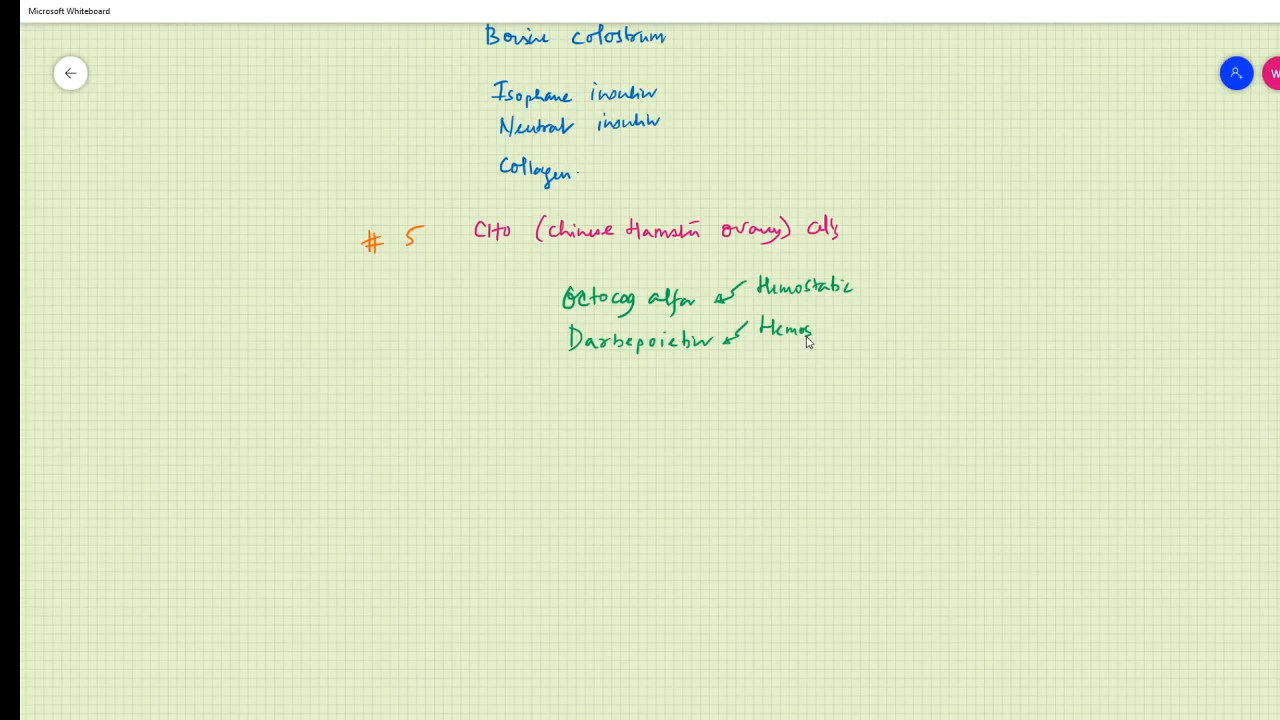 Microsoft Whiteboard
Bovine colostrum
Isophane insulin
Neutral insulin
Collagen.
W
# 5 CHO (Chinese Hamster ovary) cells
Octocog alfa Hemostatic
Darbepoietin Hemos